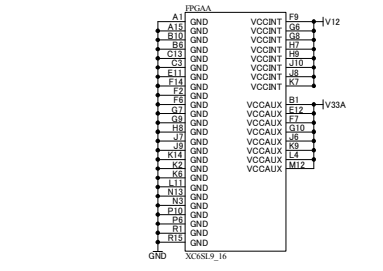 FPGAA
A1 GND VCCINT F9 V12
A15 GND VCCINT G6
B10 GND VCCINT G8
B6 GND VCCINT H7
C13 GND VCCINT H9
C3 GND VCCINT J10
E11 GND VCCINT J8
F14 GND VCCINT K7
F2 GND
F6 GND VCCAUX B1 V33A
G7 GND VCCAUX E12
G9 GND VCCAUX F7
H8 GND VCCAUX G10
J7 GND VCCAUX J6
J9 GND VCCAUX K9
K14 GND VCCAUX L4
K2 GND VCCAUX M12
K6 GND
L11 GND
N13 GND
N3 GND
P10 GND
P6 GND
R1 GND
R15 GND
GND XC6SL9_16